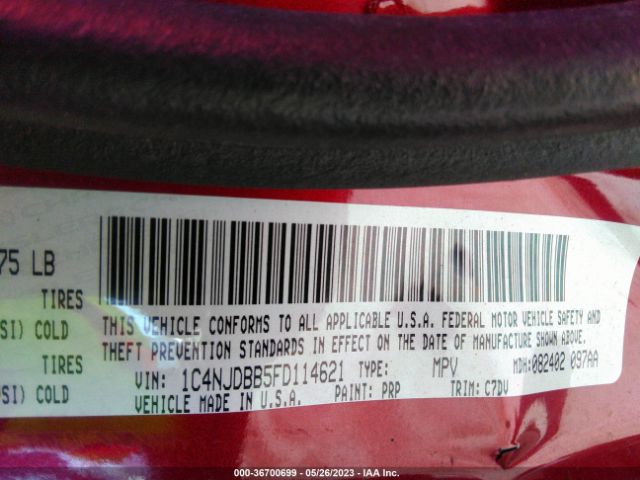 75 LB
TIRES
SI) COLD
TIRES
SI) COLD
THIS VEHICLE CONFORMS TO ALL APPLICABLE U.S.A. FEDERAL MOTOR VEHICLE SAFETY AND
THEFT PREVENTION STANDARDS IN EFFECT ON THE DATE OF MANUFACTURE SHOWN ABOVE.
VIN: 1C4NJDBB5FD114621 TYPE: MPV MDH:082402 097AA
VEHICLE MADE IN U.S.A. PAINT: PRP TRIM: C7DV
000-36700699 - 05/26/2023 - IAA Inc.